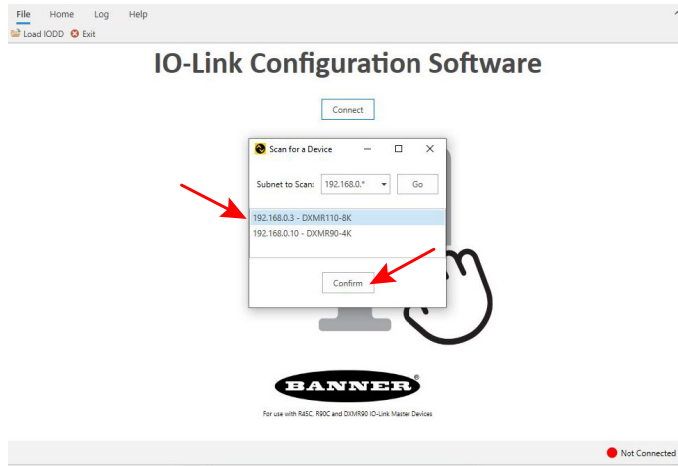 File Home Log Help
Load IODD Exit
IO-Link Configuration Software
Connect
Scan for a Device
Subnet to Scan: 192.168.0.* Go
192.168.0.3 - DXMR110-8K
192.168.0.10 - DXMR90-4K
Confirm
BANNER®
For use with R45C, R90C and DXMR90 IO-Link Master Devices
Not Connected